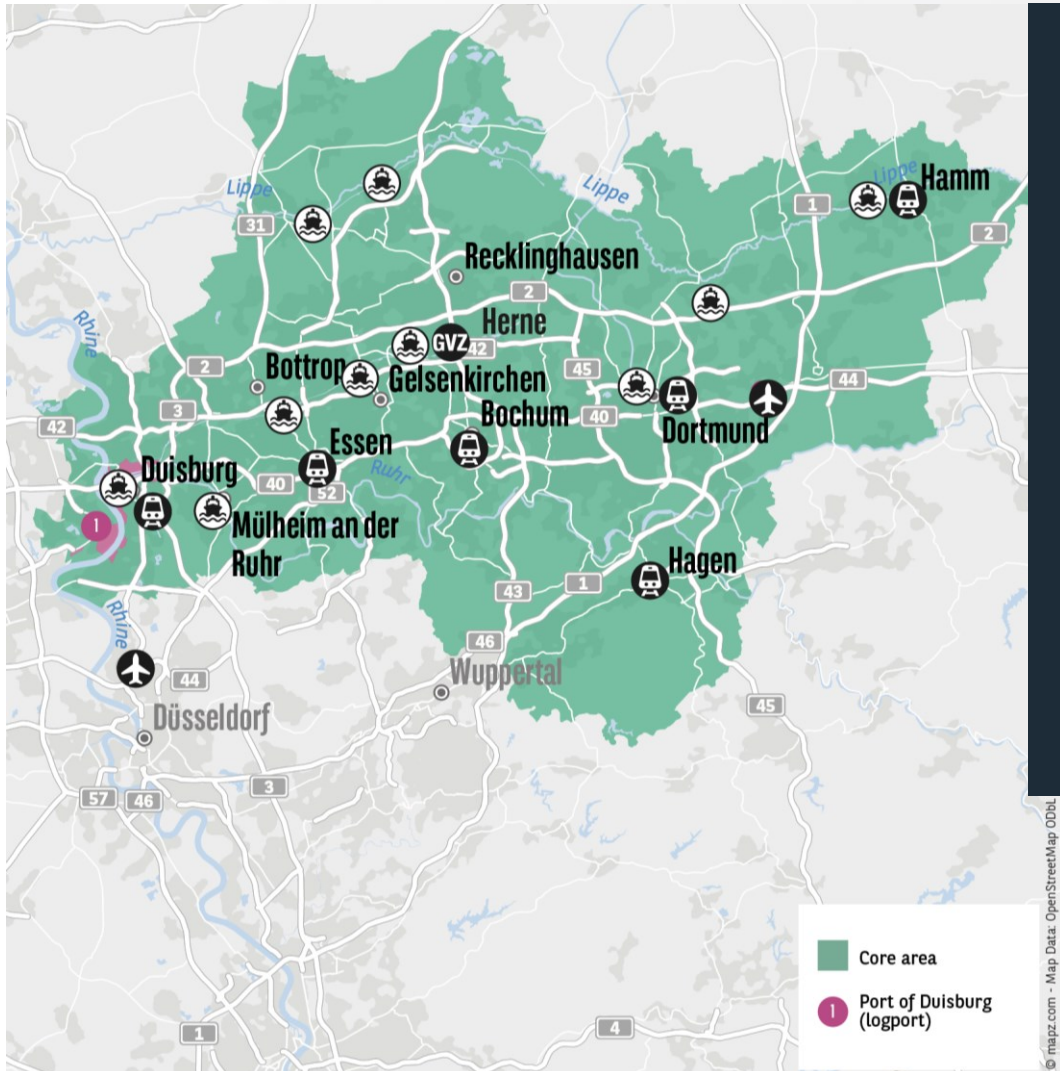 Lippe
Hamm
Lippe
Lippe
1
31
2
Recklinghausen
2
Rhine
Herne
GVZ
42
2
Bottrop
45
Gelsenkirchen
44
3
Bochum
40
42
Dortmund
Essen
Duisburg
Ruhr
40
52
1
Mülheim an der
Ruhr
Hagen
1
43
Rhine
46
Wuppertal
44
45
Düsseldorf
3
57
46
Core area
1
Port of Duisburg
(logport)
4
1
© mapz.com - Map Data: OpenStreetMap ODbL